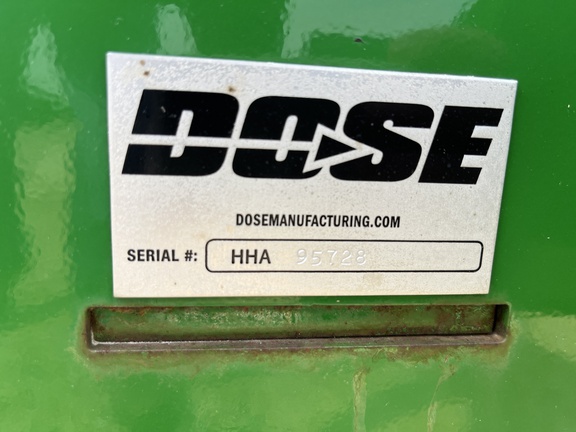 DOSE
DOSEMANUFACTURING.COM
SERIAL #: HHA 95728